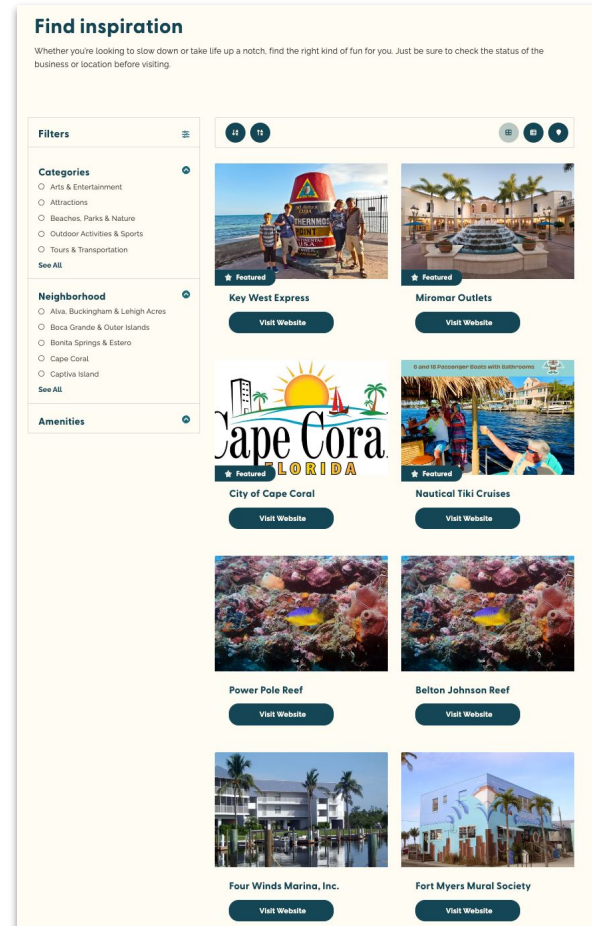 Find inspiration
Whether you're looking to slow down or take life up a notch, find the right kind of fun for you. Just be sure to check the status of the
business or location before visiting.
Filters
Categories
Arts & Entertainment
Attractions
Beaches, Parks & Nature
Outdoor Activities & Sports
Tours & Transportation
See All
Neighborhood
Alva, Buckingham & Lehigh Acres
Boca Grande & Outer Islands
Bonita Springs & Estero
Cape Coral
Captiva Island
See All
Amenities
POINT
Featured
Key West Express
Visit Website
Featured
Miromar Outlets
Visit Website
Cape Cora
FLORIDA
Featured
City of Cape Coral
Visit Website
6 and 18 Passenger Boats with Bathrooms
Featured
Nautical Tiki Cruises
Visit Website
Power Pole Reef
Visit Website
Belton Johnson Reef
Visit Website
Four Winds Marina, Inc.
Visit Website
Fort Myers Mural Society
Visit Website